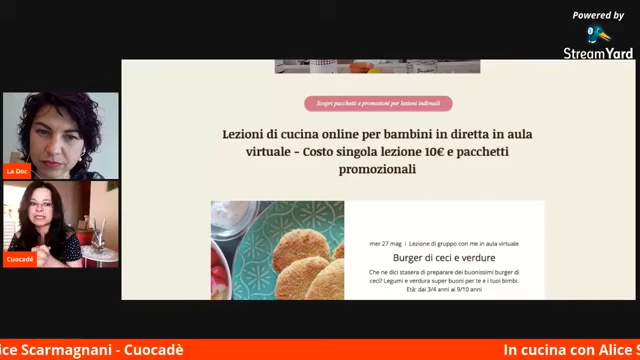 Powered by
StreamYard
Scopri pacchetti e promozioni per lezioni individuali
Lezioni di cucina online per bambini in diretta in aula
virtuale - Costo singola lezione 10€ e pacchetti
promozionali
La Doc
mer 27 mag | Lezione di gruppo con me in aula virtuale
Burger di ceci e verdure
Che ne dici stasera di preparare dei buonissimi burger di
ceci? Legumi e verdura super buoni per te e i tuoi bimbi.
Età: dai 3/4 anni ai 9/10 anni
Cuocadé
ice Scarmagnani - Cuocadè
In cucina con Alice S